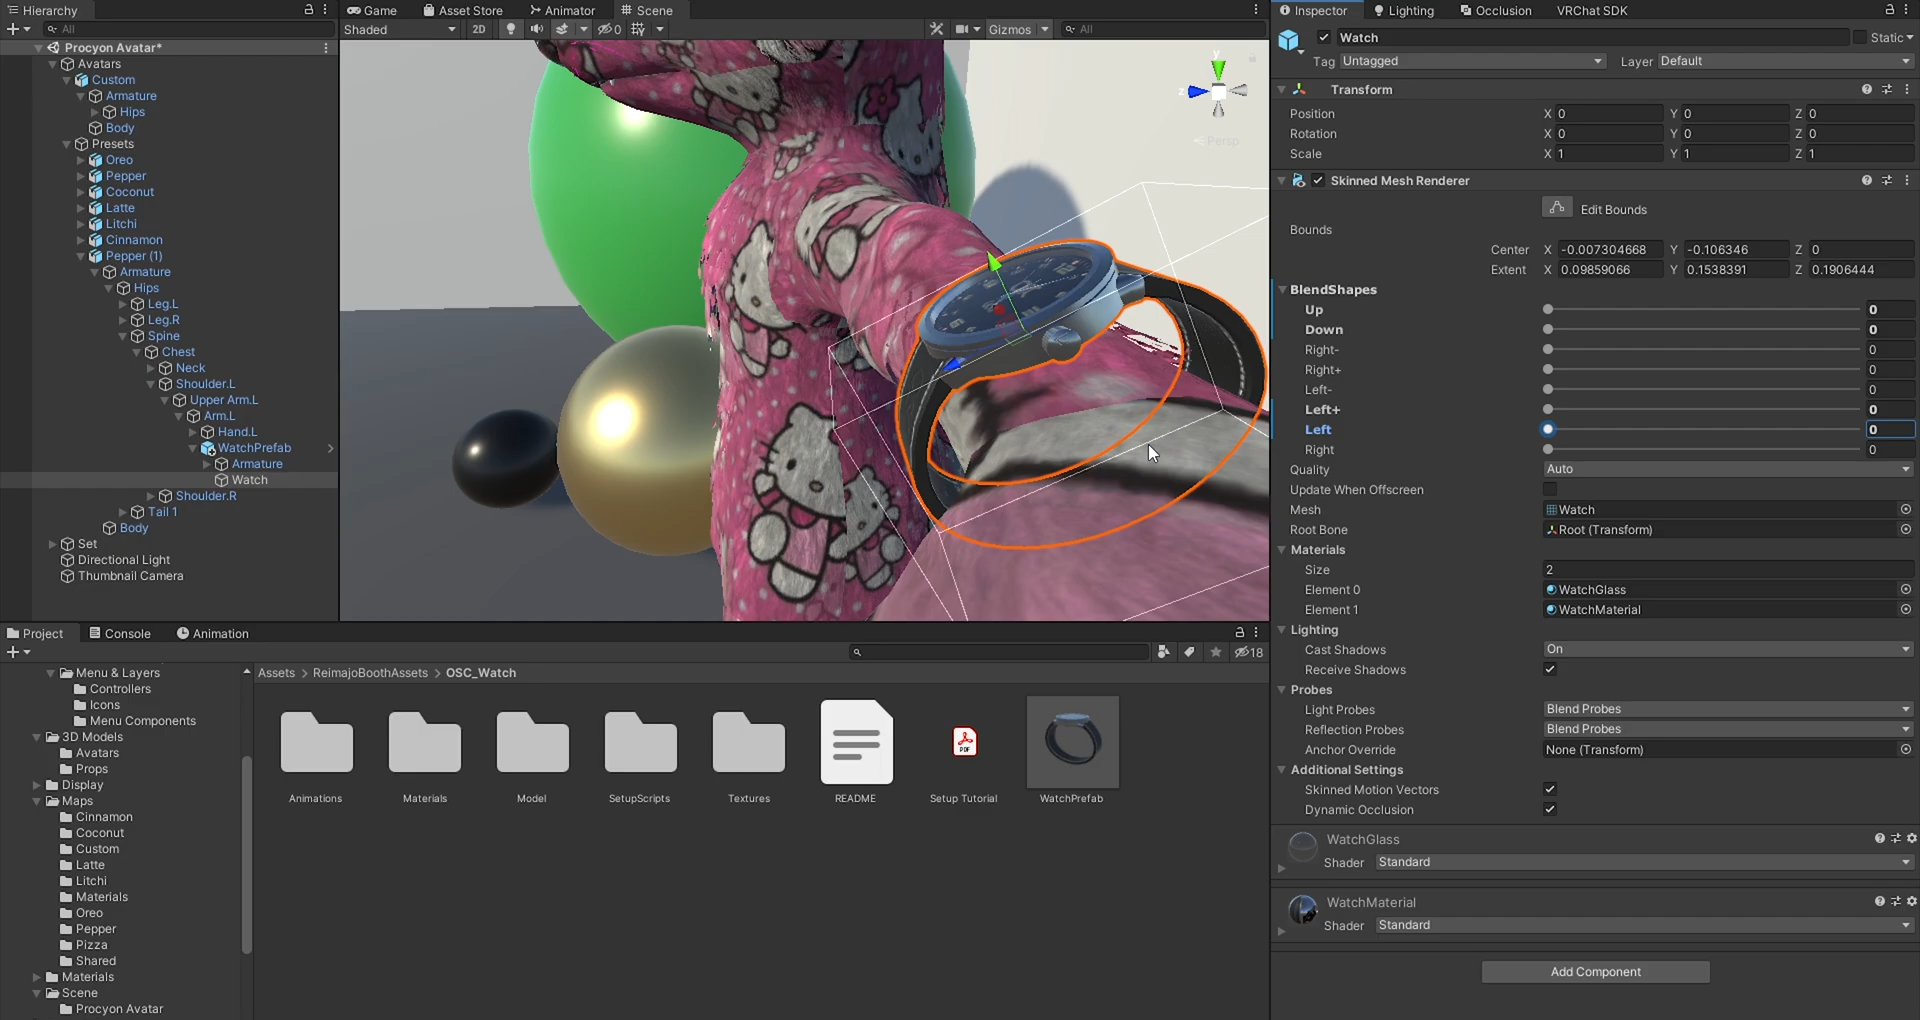 Hierarchy
All
Procyon Avatar*
Avatars
Custom
Armature
Hips
Body
Presets
Oreo
Pepper
Coconut
Latte
Litchi
Cinnamon
Pepper (1)
Armature
Hips
Leg.L
Leg.R
Spine
Chest
Neck
Shoulder.L
Upper Arm.L
Arm.L
Hand.L
WatchPrefab
Armature
Watch
Shoulder.R
Tail 1
Body
Set
Directional Light
Thumbnail Camera
Game Asset Store Animator Scene
Shaded 2D 0 Gizmos All
y
z
< Persp
Inspector Lighting Occlusion VRChat SDK
Watch Static
Tag Untagged Layer Default
Transform
Position X 0 Y 0 Z 0
Rotation X 0 Y 0 Z 0
Scale X 1 Y 1 Z 1
Skinned Mesh Renderer
Edit Bounds
Bounds
Center X -0.007304668 Y -0.106346 Z 0
Extent X 0.09859066 Y 0.1538391 Z 0.1906444
BlendShapes
Up 0
Down 0
Right- 0
Right+ 0
Left- 0
Left+ 0
Left 0
Right 0
Quality Auto
Update When Offscreen
Mesh Watch
Root Bone Root (Transform)
Materials
Size 2
Element 0 WatchGlass
Element 1 WatchMaterial
Lighting
Cast Shadows On
Receive Shadows
Probes
Light Probes Blend Probes
Reflection Probes Blend Probes
Anchor Override None (Transform)
Additional Settings
Skinned Motion Vectors
Dynamic Occlusion
WatchGlass
Shader Standard
WatchMaterial
Shader Standard
Add Component
Project Console Animation
18
Menu & Layers
Controllers
Icons
Menu Components
3D Models
Avatars
Props
Display
Maps
Cinnamon
Coconut
Custom
Latte
Litchi
Materials
Oreo
Pepper
Pizza
Shared
Materials
Scene
Procyon Avatar
Assets > ReimajoBoothAssets > OSC_Watch
Animations
Materials
Model
SetupScripts
Textures
README
PDF
Setup Tutorial
WatchPrefab